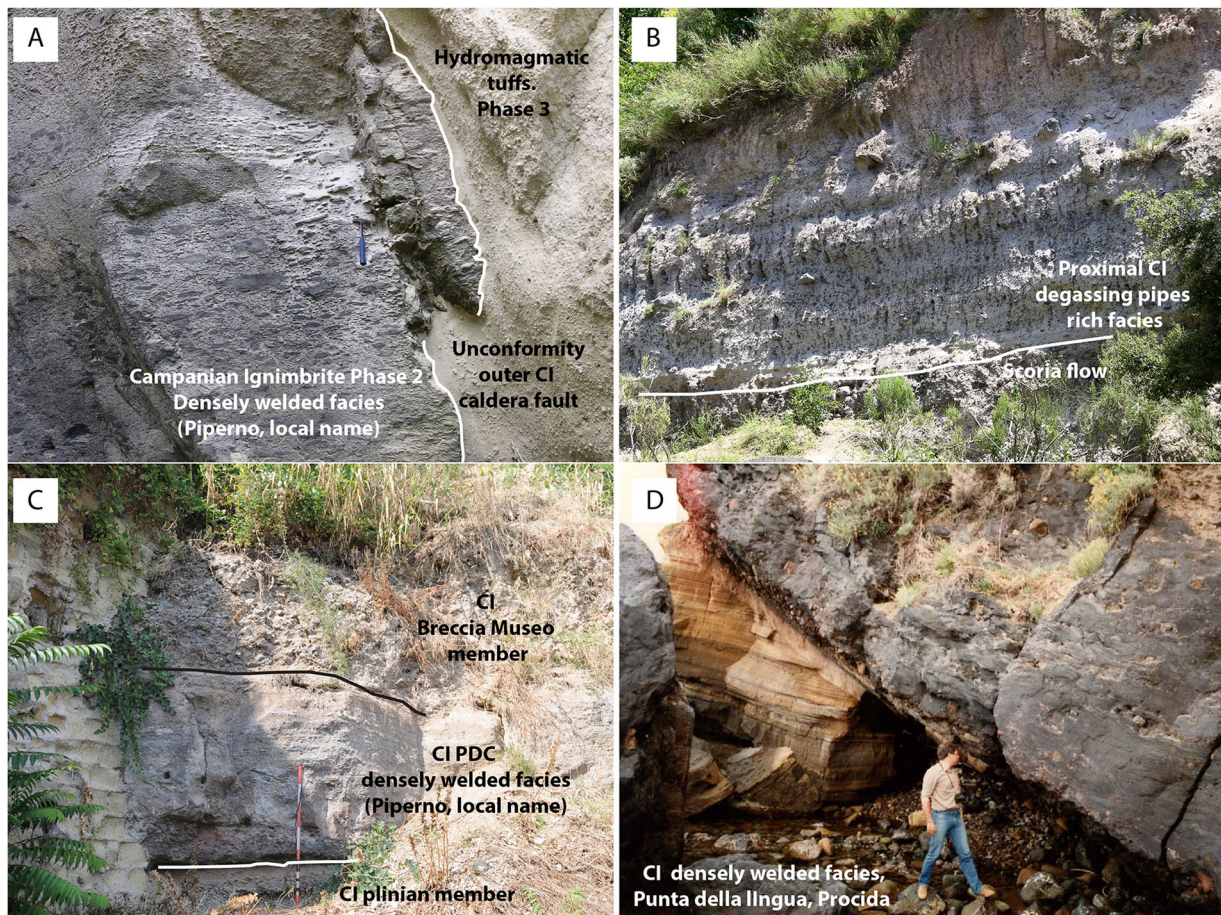 A
Hydromagmatic
tuffs.
Phase 3
Unconformity
outer CI
caldera fault
Campanian Ignimbrite Phase 2
Densely welded facies
(Piperno, local name)
B
Proximal CI
degassing pipes
rich facies
Scoria flow
C
CI
Breccia Museo
member
CI PDC
densely welded facies
(Piperno, local name)
CI plinian member
D
CI densely welded facies,
Punta della lIngua, Procida